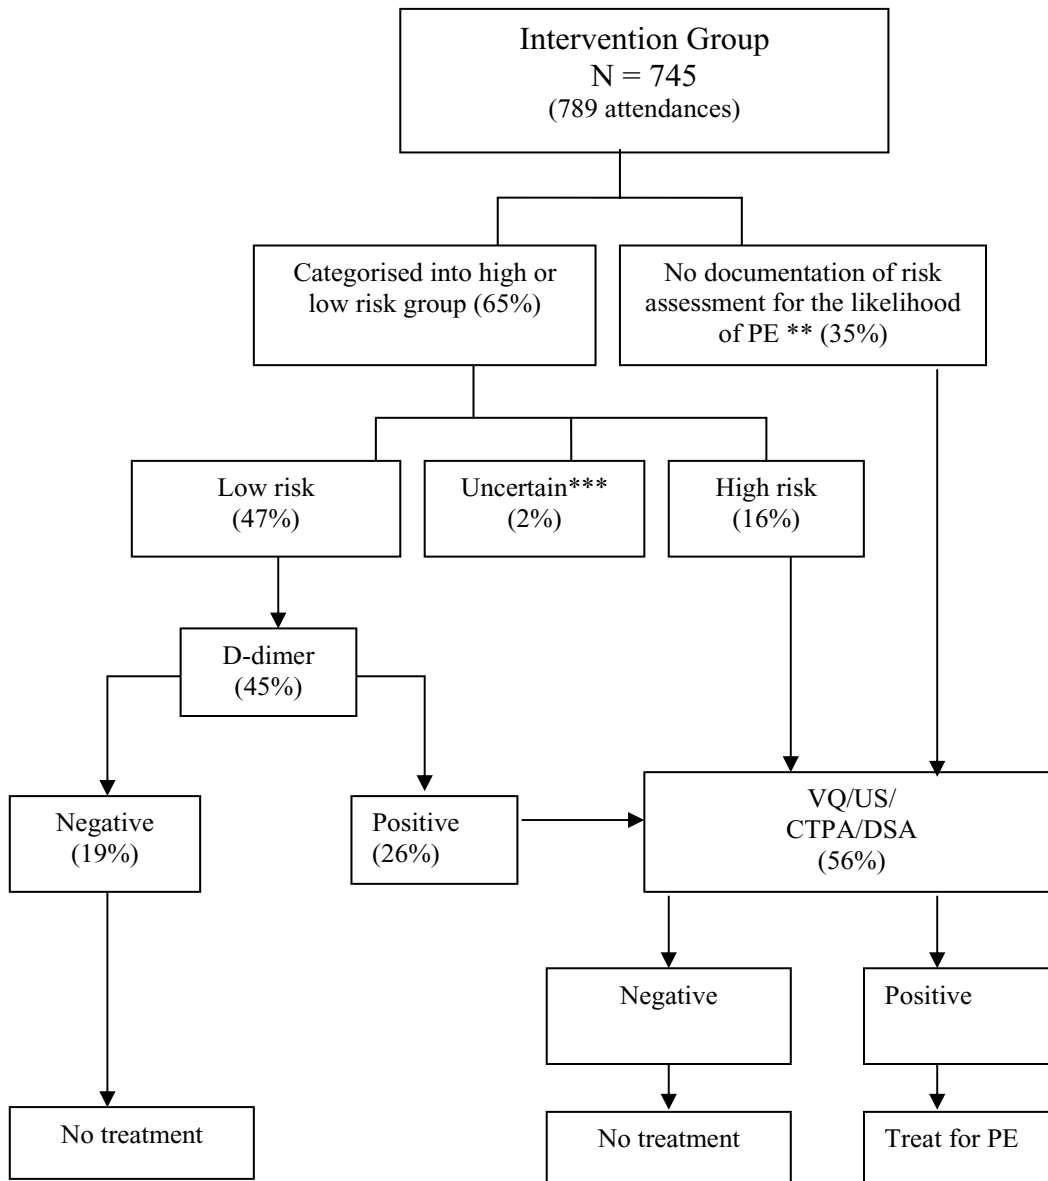 Intervention Group
N = 745
(789 attendances)
Categorised into high or
low risk group (65%)
No documentation of risk
assessment for the likelihood
of PE ** (35%)
Low risk
(47%)
Uncertain***
(2%)
High risk
(16%)
D-dimer
(45%)
Negative
(19%)
Positive
(26%)
VQ/US/
CTPA/DSA
(56%)
Negative
Positive
No treatment
No treatment
Treat for PE